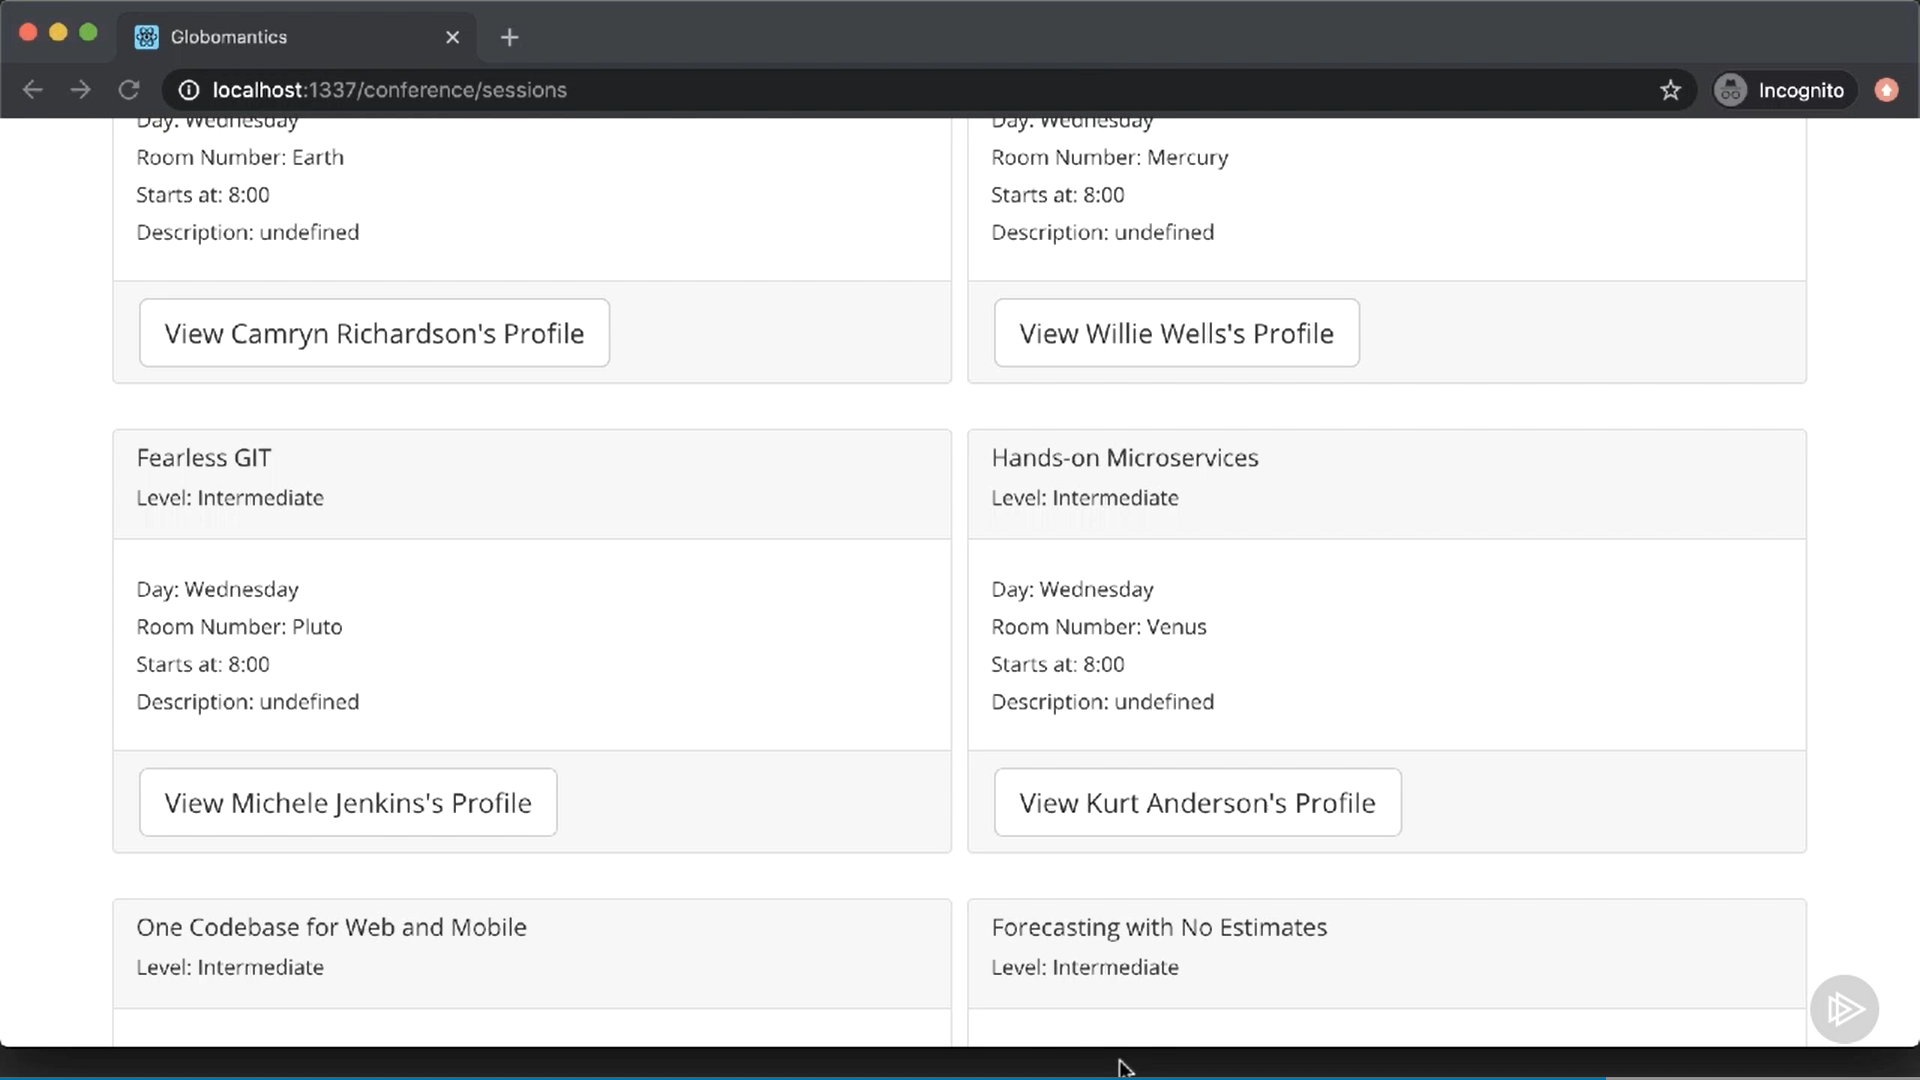 Globomantics
localhost:1337/conference/sessions
Incognito
Day: Wednesday
Room Number: Earth
Starts at: 8:00
Description: undefined
View Camryn Richardson's Profile
Day: Wednesday
Room Number: Mercury
Starts at: 8:00
Description: undefined
View Willie Wells's Profile
Fearless GIT
Level: Intermediate
Day: Wednesday
Room Number: Pluto
Starts at: 8:00
Description: undefined
View Michele Jenkins's Profile
Hands-on Microservices
Level: Intermediate
Day: Wednesday
Room Number: Venus
Starts at: 8:00
Description: undefined
View Kurt Anderson's Profile
One Codebase for Web and Mobile
Level: Intermediate
Forecasting with No Estimates
Level: Intermediate